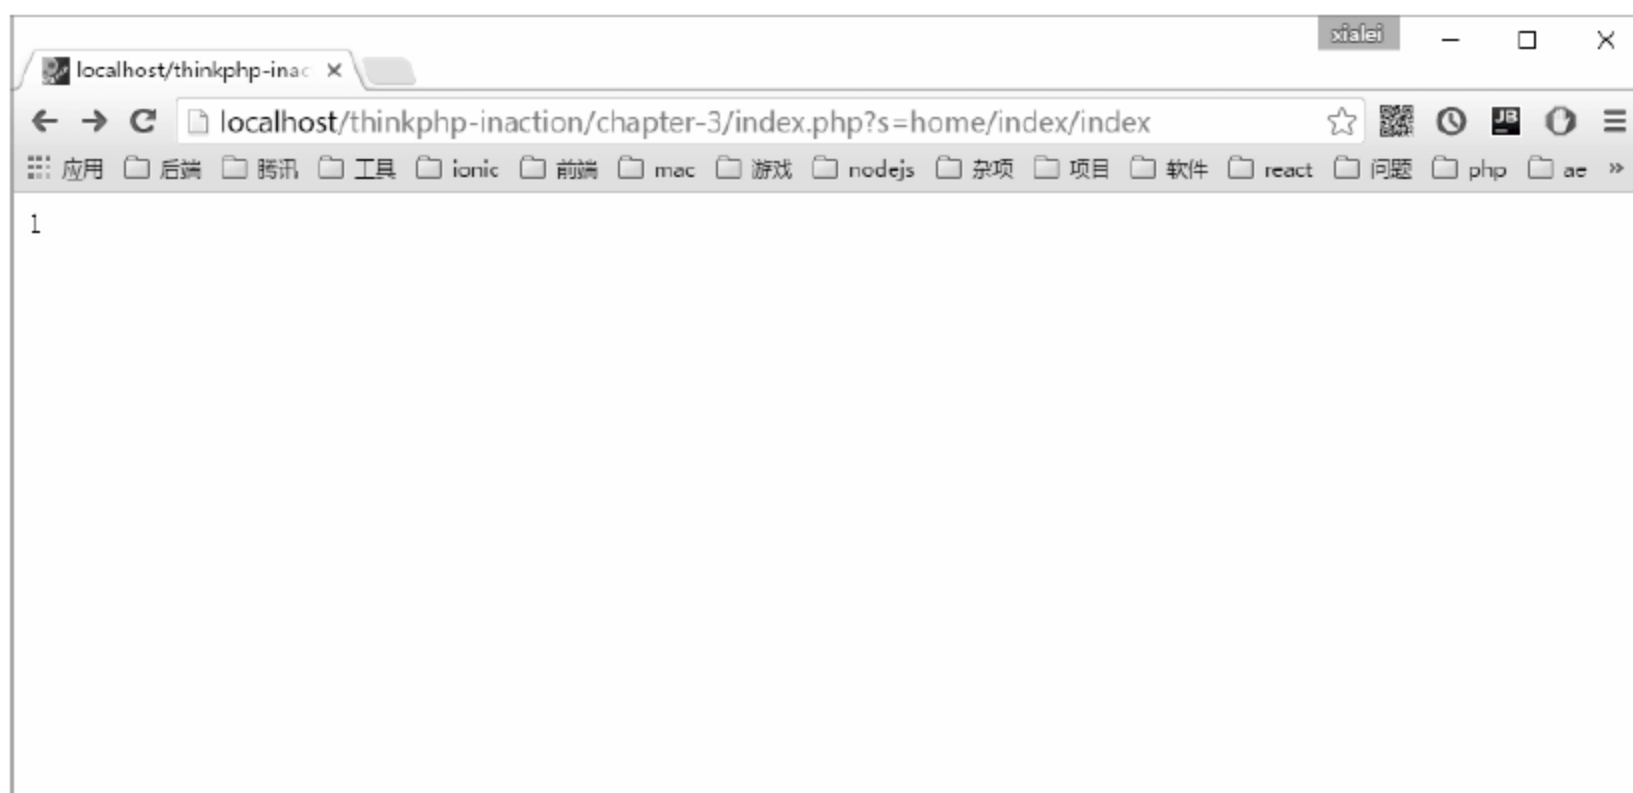 xialei
localhost/thinkphp-inac
localhost/thinkphp-inaction/chapter-3/index.php?s=home/index/index
JB
应用 后端 腾讯 工具 ionic 前端 mac 游戏 nodejs 杂项 项目 软件 react 问题 php ae »
1